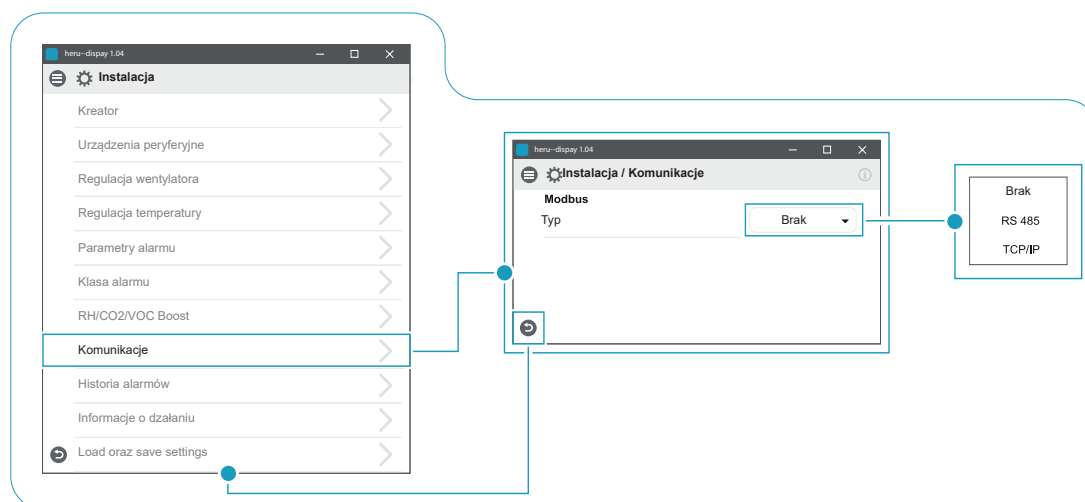 heru--dispay 1.04
Instalacja
Kreator
Urządzenia peryferyjne
Regulacja wentylatora
Regulacja temperatury
Parametry alarmu
Klasa alarmu
RH/CO2/VOC Boost
Komunikacje
Historia alarmów
Informacje o dzałaniu
Load oraz save settings
heru--dispay 1.04
Instalacja / Komunikacje
Modbus
Typ Brak
Brak
RS 485
TCP/IP